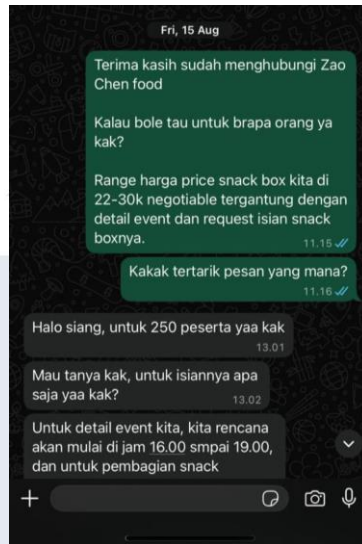 Fri, 15 Aug
Terima kasih sudah menghubungi Zao
Chen food
Kalau bole tau untuk brapa orang ya
kak?
Range harga price snack box kita di
22-30k negotiable tergantung dengan
detail event dan request isian snack
boxnya.
11.15
Kakak tertarik pesan yang mana?
11.16
Halo siang, untuk 250 peserta yaa kak
13.01
Mau tanya kak, untuk isiannya apa
saja yaa kak?
13.02
Untuk detail event kita, kita rencana
akan mulai di jam 16.00 smpai 19.00,
dan untuk pembagian snack